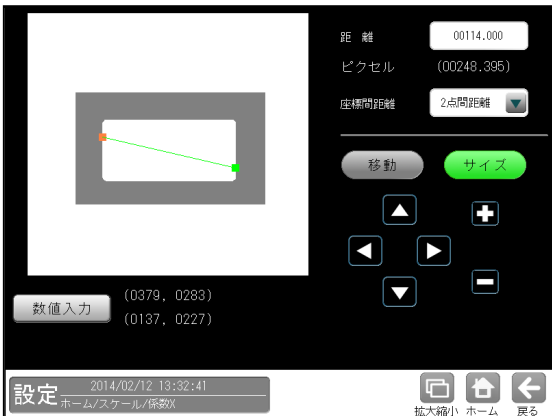 距 離
00114.000
ピクセル
(00248.395)
座標間距離
2点間距離
移動
サイズ
数値入力
(0379, 0283)
(0137, 0227)
設定
2014/02/12 13:32:41
ホーム/スケール/係数X
拡大縮小
ホーム
戻る